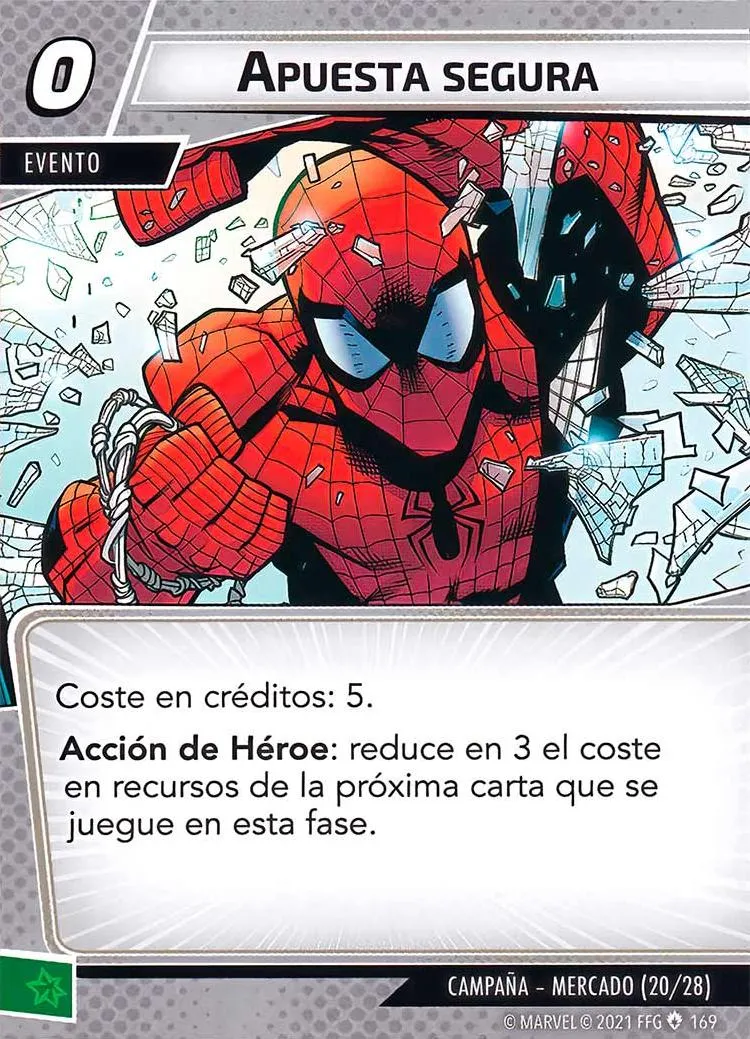 0
APUESTA SEGURA
EVENTO
Coste en créditos: 5.
Acción de Héroe: reduce en 3 el coste
en recursos de la próxima carta que se
juegue en esta fase.
CAMPAÑA – MERCADO (20/28)
© MARVEL © 2021 FFG 169